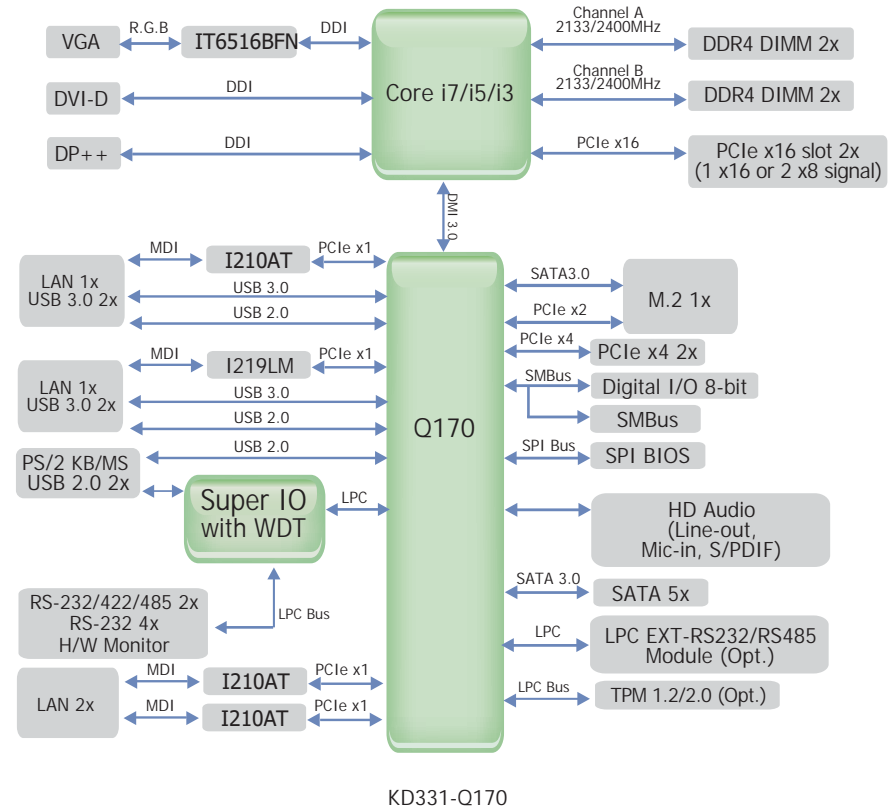 VGA
R.G.B
IT6516BFN
DDI
DVI-D
DDI
DP++
DDI
Core i7/i5/i3
Channel A
2133/2400MHz
DDR4 DIMM 2x
Channel B
2133/2400MHz
DDR4 DIMM 2x
PCIe x16
PCIe x16 slot 2x
(1 x16 or 2 x8 signal)
DMI 3.0
LAN 1x
USB 3.0 2x
MDI
I210AT
PCIe x1
USB 3.0
USB 2.0
LAN 1x
USB 3.0 2x
MDI
I219LM
PCIe x1
USB 3.0
USB 2.0
USB 2.0
PS/2 KB/MS
USB 2.0 2x
Super IO
with WDT
LPC
RS-232/422/485 2x
RS-232 4x
H/W Monitor
LPC Bus
LAN 2x
MDI
I210AT
PCIe x1
MDI
I210AT
PCIe x1
Q170
SATA3.0
PCIe x2
M.2 1x
PCIe x4
PCIe x4 2x
SMBus
Digital I/O 8-bit
SMBus
SPI Bus
SPI BIOS
HD Audio
(Line-out,
Mic-in, S/PDIF)
SATA 3.0
SATA 5x
LPC
LPC EXT-RS232/RS485
Module (Opt.)
LPC Bus
TPM 1.2/2.0 (Opt.)
KD331-Q170